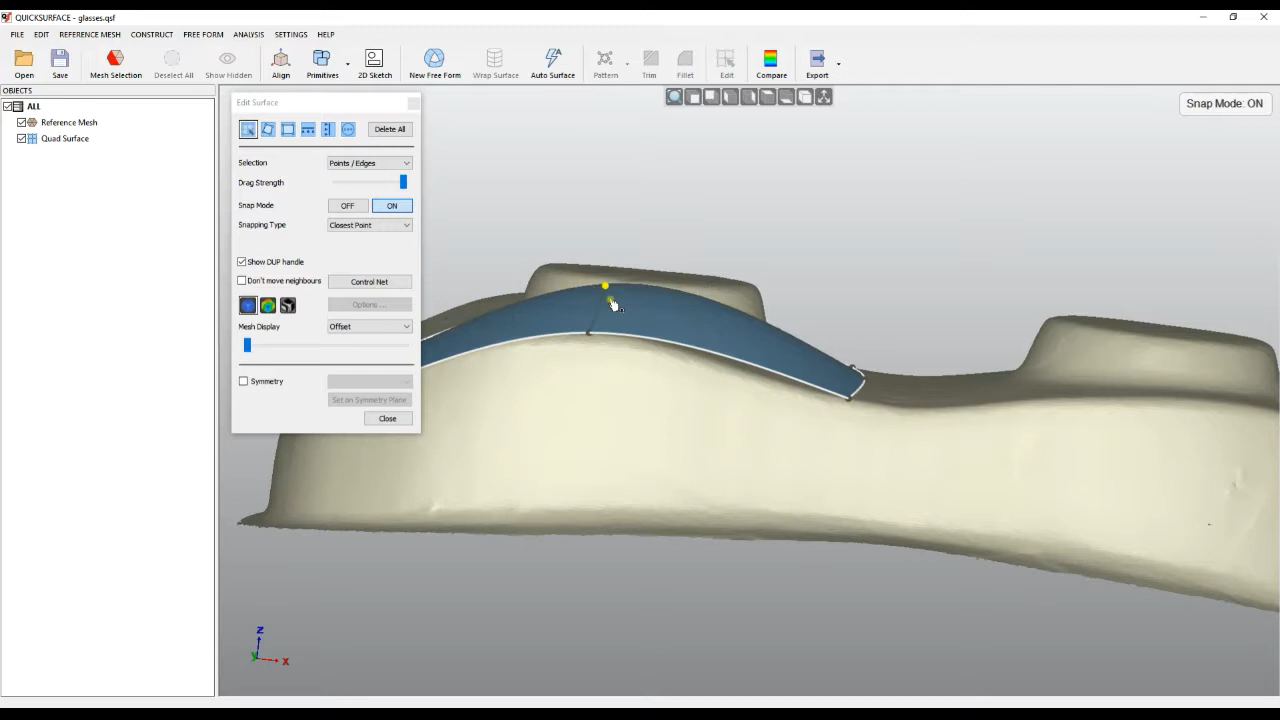 QUICKSURFACE - glasses.qsf
FILE EDIT REFERENCE MESH CONSTRUCT FREE FORM ANALYSIS SETTINGS HELP
Open Save Mesh Selection Deselect All Show Hidden Align Primitives 2D Sketch New Free Form Wrap Surface Auto Surface Pattern Trim Fillet Edit Compare Export
OBJECTS
ALL
Reference Mesh
Quad Surface
Edit Surface
Delete All
Selection Points / Edges
Drag Strength
Snap Mode OFF ON
Snapping Type Closest Point
Show DUP handle
Don't move neighbours Control Net
Options ...
Mesh Display Offset
Symmetry
Set on Symmetry Plane
Close
Snap Mode: ON
Z
Y
X